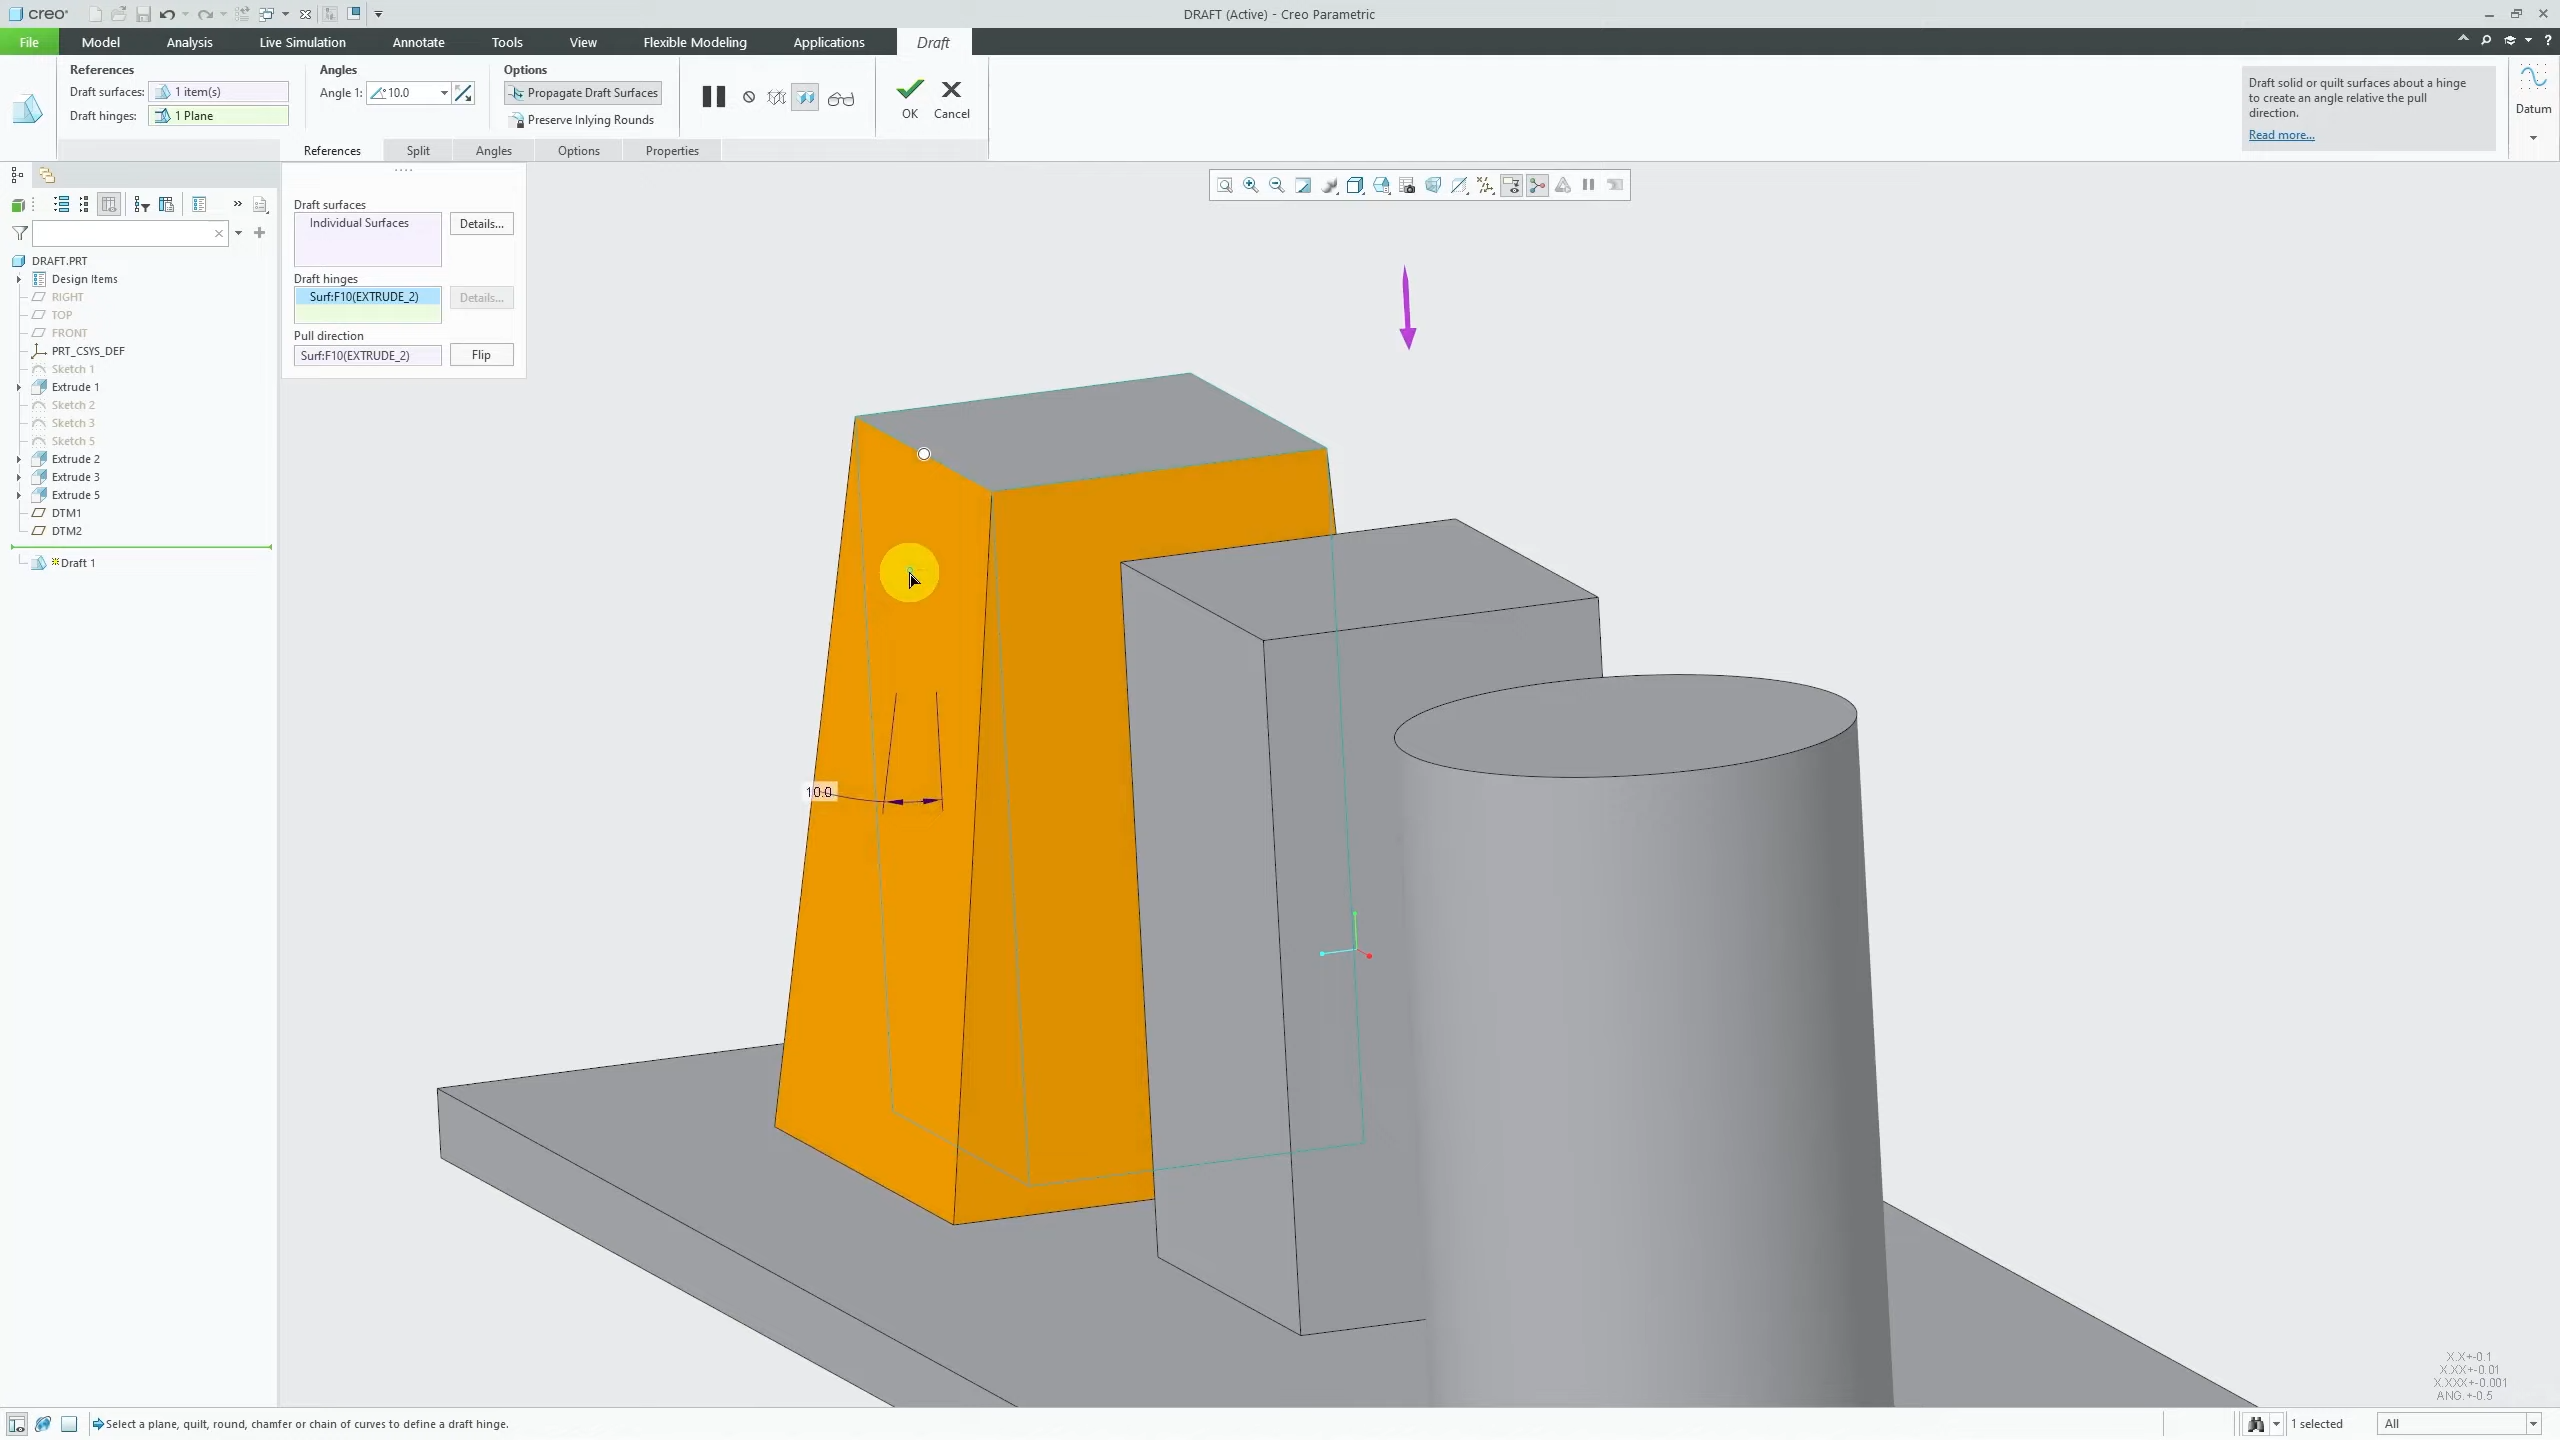 creo
DRAFT (Active) - Creo Parametric
File
Model
Analysis
Live Simulation
Annotate
Tools
View
Flexible Modeling
Applications
Draft
References
Draft surfaces: 1 item(s)
Draft hinges: 1 Plane
Angles
Angle 1: 10.0
Options
Propagate Draft Surfaces
Preserve Inlying Rounds
OK
Cancel
Draft solid or quilt surfaces about a hinge
to create an angle relative the pull
direction.
Read more...
Datum
References
Split
Angles
Options
Properties
Draft surfaces
Individual Surfaces
Details...
Draft hinges
Surf:F10(EXTRUDE_2)
Details...
Pull direction
Surf:F10(EXTRUDE_2)
Flip
DRAFT.PRT
Design Items
RIGHT
TOP
FRONT
PRT_CSYS_DEF
Sketch 1
Extrude 1
Sketch 2
Sketch 3
Sketch 5
Extrude 2
Extrude 3
Extrude 5
DTM1
DTM2
Draft 1
10.0
X.X+-0.1
X.XX+-0.01
X.XXX+-0.001
ANG.+-0.5
Select a plane, quilt, round, chamfer or chain of curves to define a draft hinge.
1 selected
All